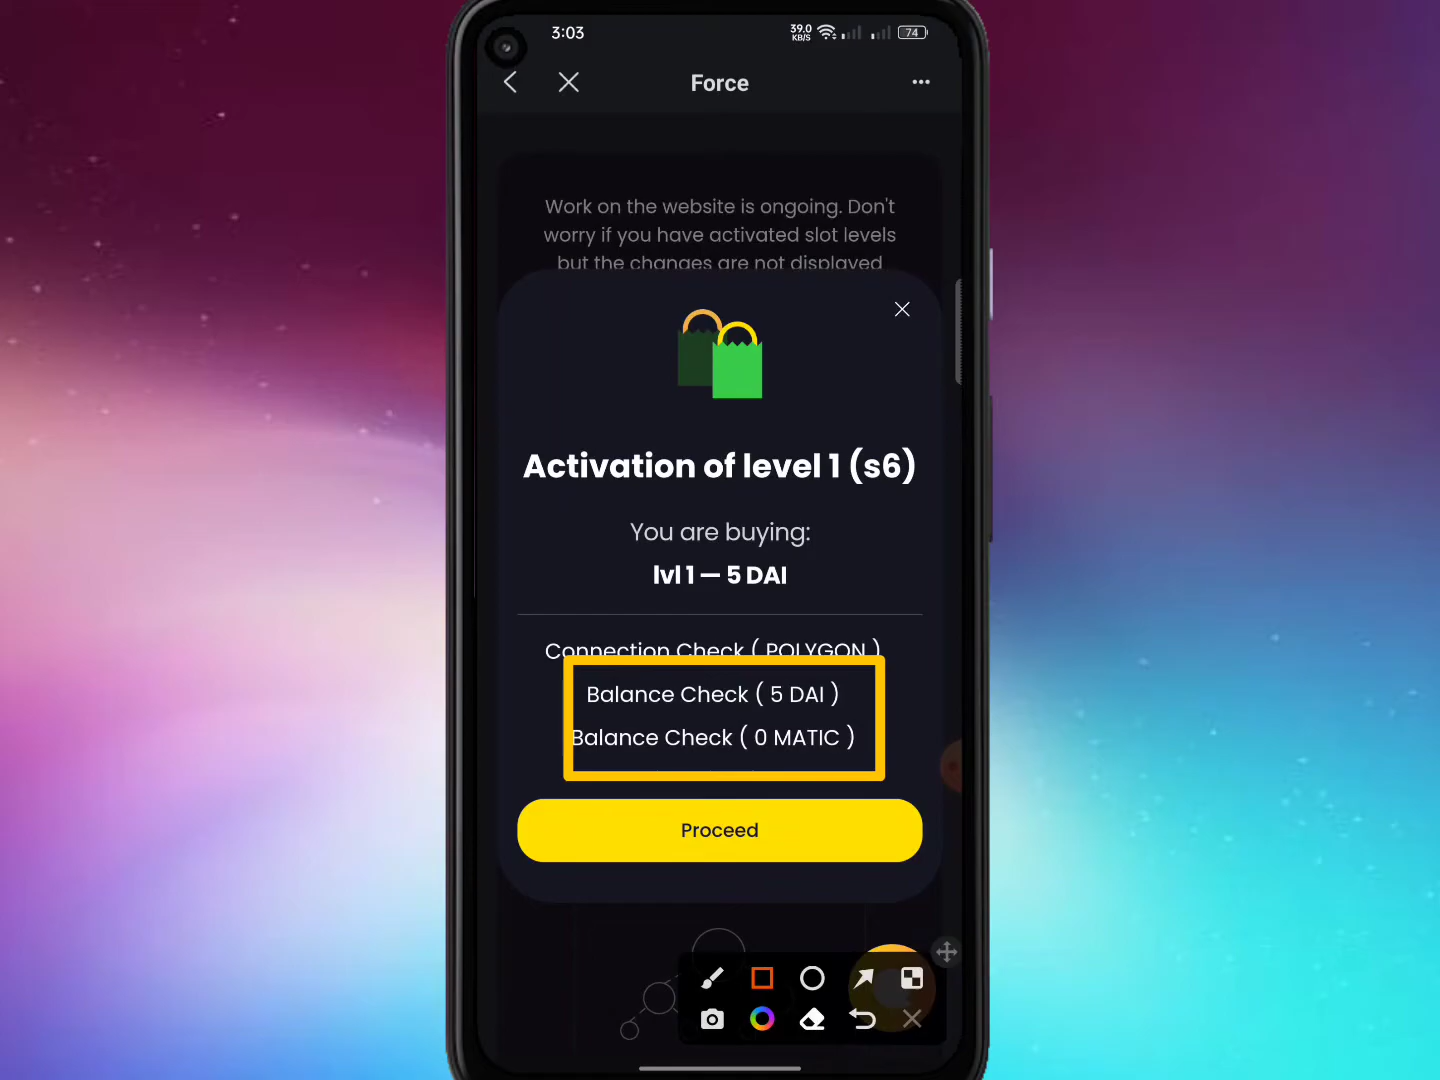 3:03
39.0
KB/S
74
Force
Work on the website is ongoing. Don't
worry if you have activated slot levels
but the changes are not displayed
Activation of level 1 (s6)
You are buying:
lvl 1 — 5 DAI
Connection Check ( POLYGON )
Balance Check ( 5 DAI )
Balance Check ( 0 MATIC )
Proceed